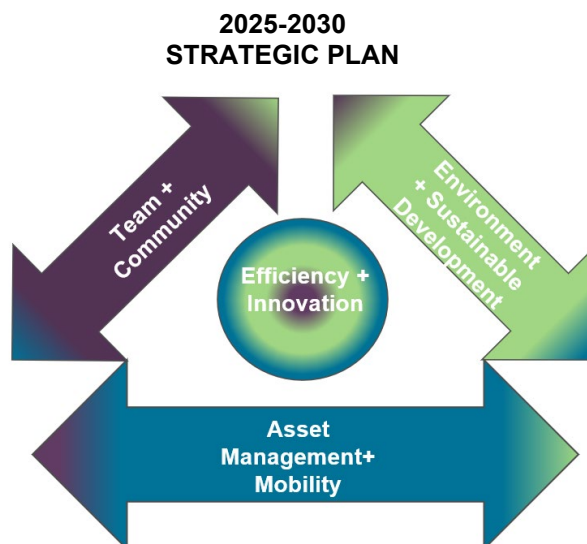 2025-2030
STRATEGIC PLAN
Team +
Community
Environment
+ Sustainable
Development
Efficiency +
Innovation
Asset
Management+
Mobility